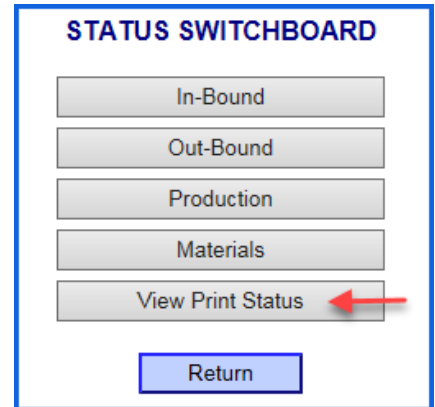 STATUS SWITCHBOARD
In-Bound
Out-Bound
Production
Materials
View Print Status
Return